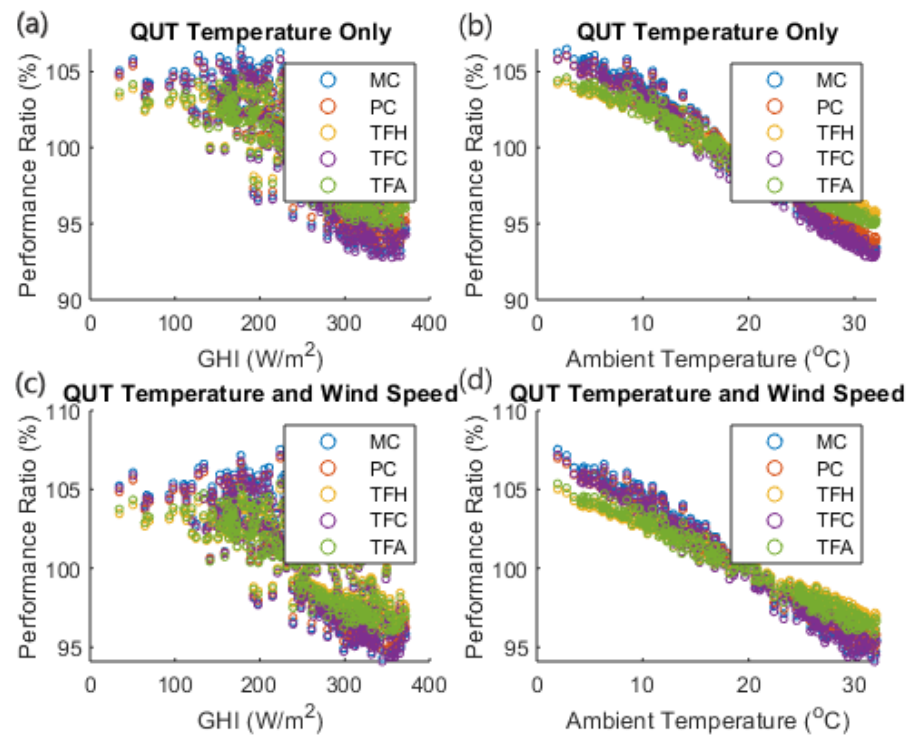 (a) QUT Temperature Only
Performance Ratio (%)
105
100
95
90
0 100 200 300 400
GHI (W/m²)
MC
PC
TFH
TFC
TFA
(b) QUT Temperature Only
Performance Ratio (%)
105
100
95
90
0 10 20 30
Ambient Temperature (°C)
MC
PC
TFH
TFC
TFA
(c) QUT Temperature and Wind Speed
Performance Ratio (%)
110
105
100
95
0 100 200 300 400
GHI (W/m²)
MC
PC
TFH
TFC
TFA
(d) QUT Temperature and Wind Speed
Performance Ratio (%)
110
105
100
95
0 10 20 30
Ambient Temperature (°C)
MC
PC
TFH
TFC
TFA